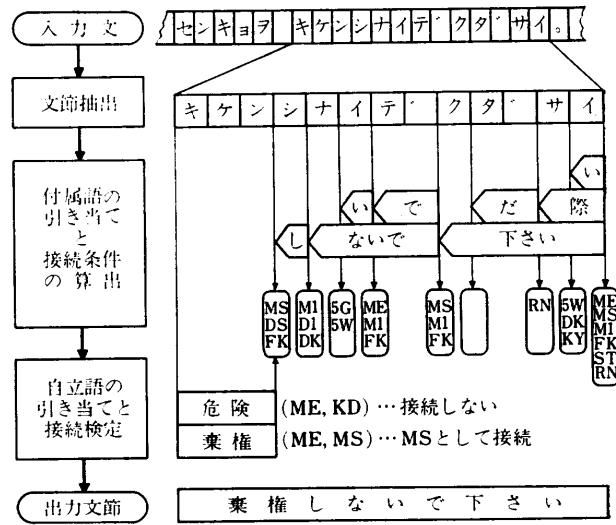 入力文
センキョヲ キケンシナイデクダサイ。
文節抽出
キケンシナイテ゛クタ゛サイ
付属語の
引き当て
と
接続条件
の算出
い
い で だ 際
し ないで 下さい
MS DS FK
M1 D1 DK
5G 5W
ME M1 FK
MS M1 FK
RN
5W DK KY
ME MS M1 FK ST RN
自立語の
引き当てと
接続検定
危険 (ME, KD)…接続しない
棄権 (ME, MS)…MSとして接続
出力文節
棄権しないで下さい